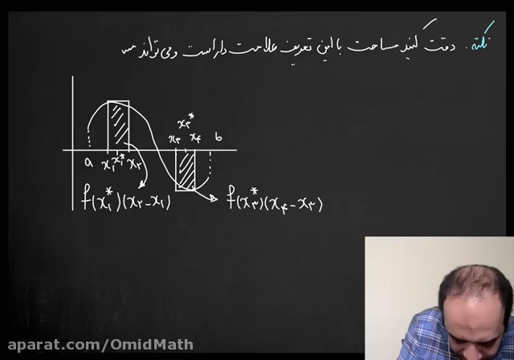 نکته. دقت کنید مساحت با این تعریف علامت دار است و می تواند
x₃*
a x₁ x₁* x₂ x₃ x₄ b
f(x₁*)(x₂-x₁) f(x₃*)(x₄-x₃)
aparat.com/OmidMath